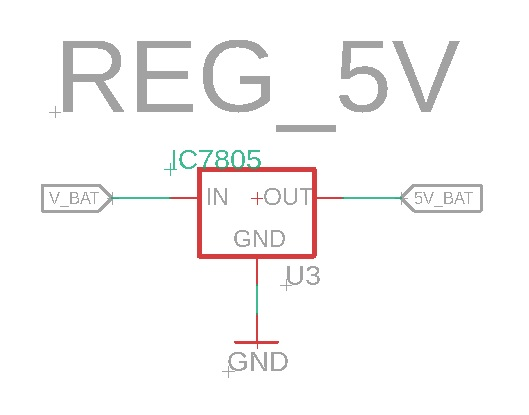 REG_5V
IC7805
V_BAT
IN
OUT
5V_BAT
GND
U3
GND